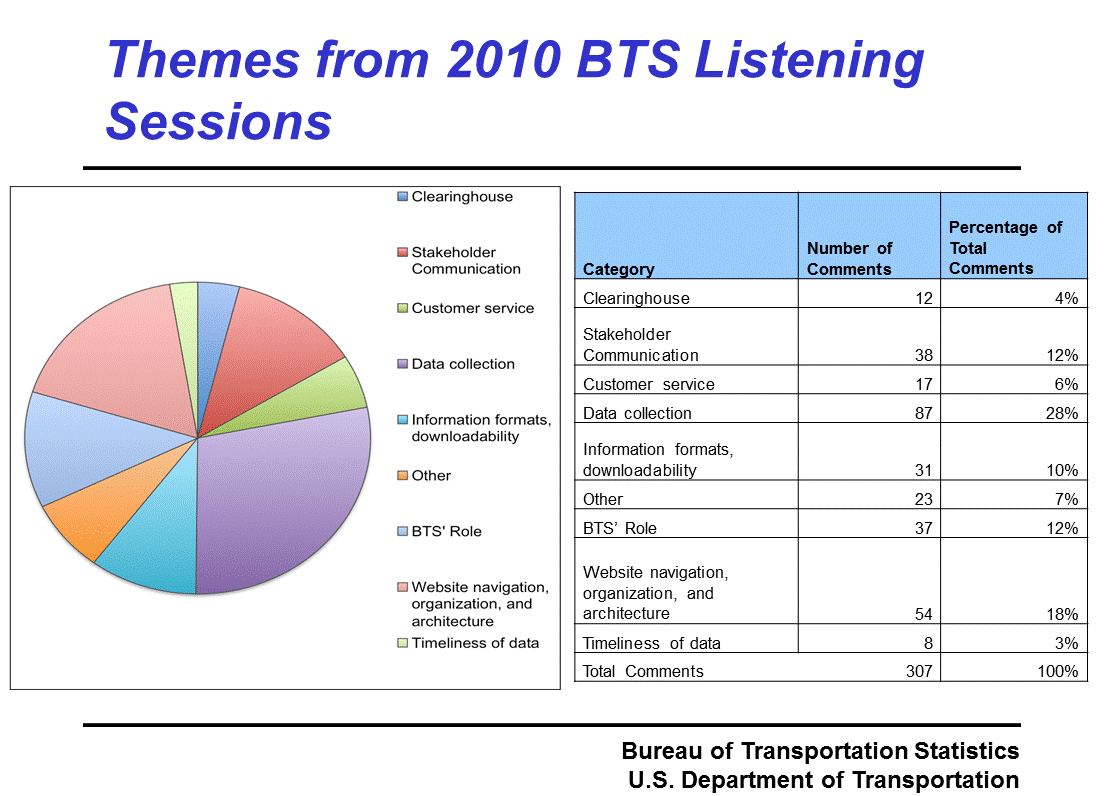 Themes from 2010 BTS Listening
Sessions
Clearinghouse
Stakeholder
Communication
Customer service
Data collection
Information formats,
downloadability
Other
BTS' Role
Website navigation,
organization, and
architecture
Timeliness of data
Category Number of Comments Percentage of Total Comments
Clearinghouse 12 4%
Stakeholder
Communication 38 12%
Customer service 17 6%
Data collection 87 28%
Information formats,
downloadability 31 10%
Other 23 7%
BTS’ Role 37 12%
Website navigation,
organization, and
architecture 54 18%
Timeliness of data 8 3%
Total Comments 307 100%
Bureau of Transportation Statistics
U.S. Department of Transportation